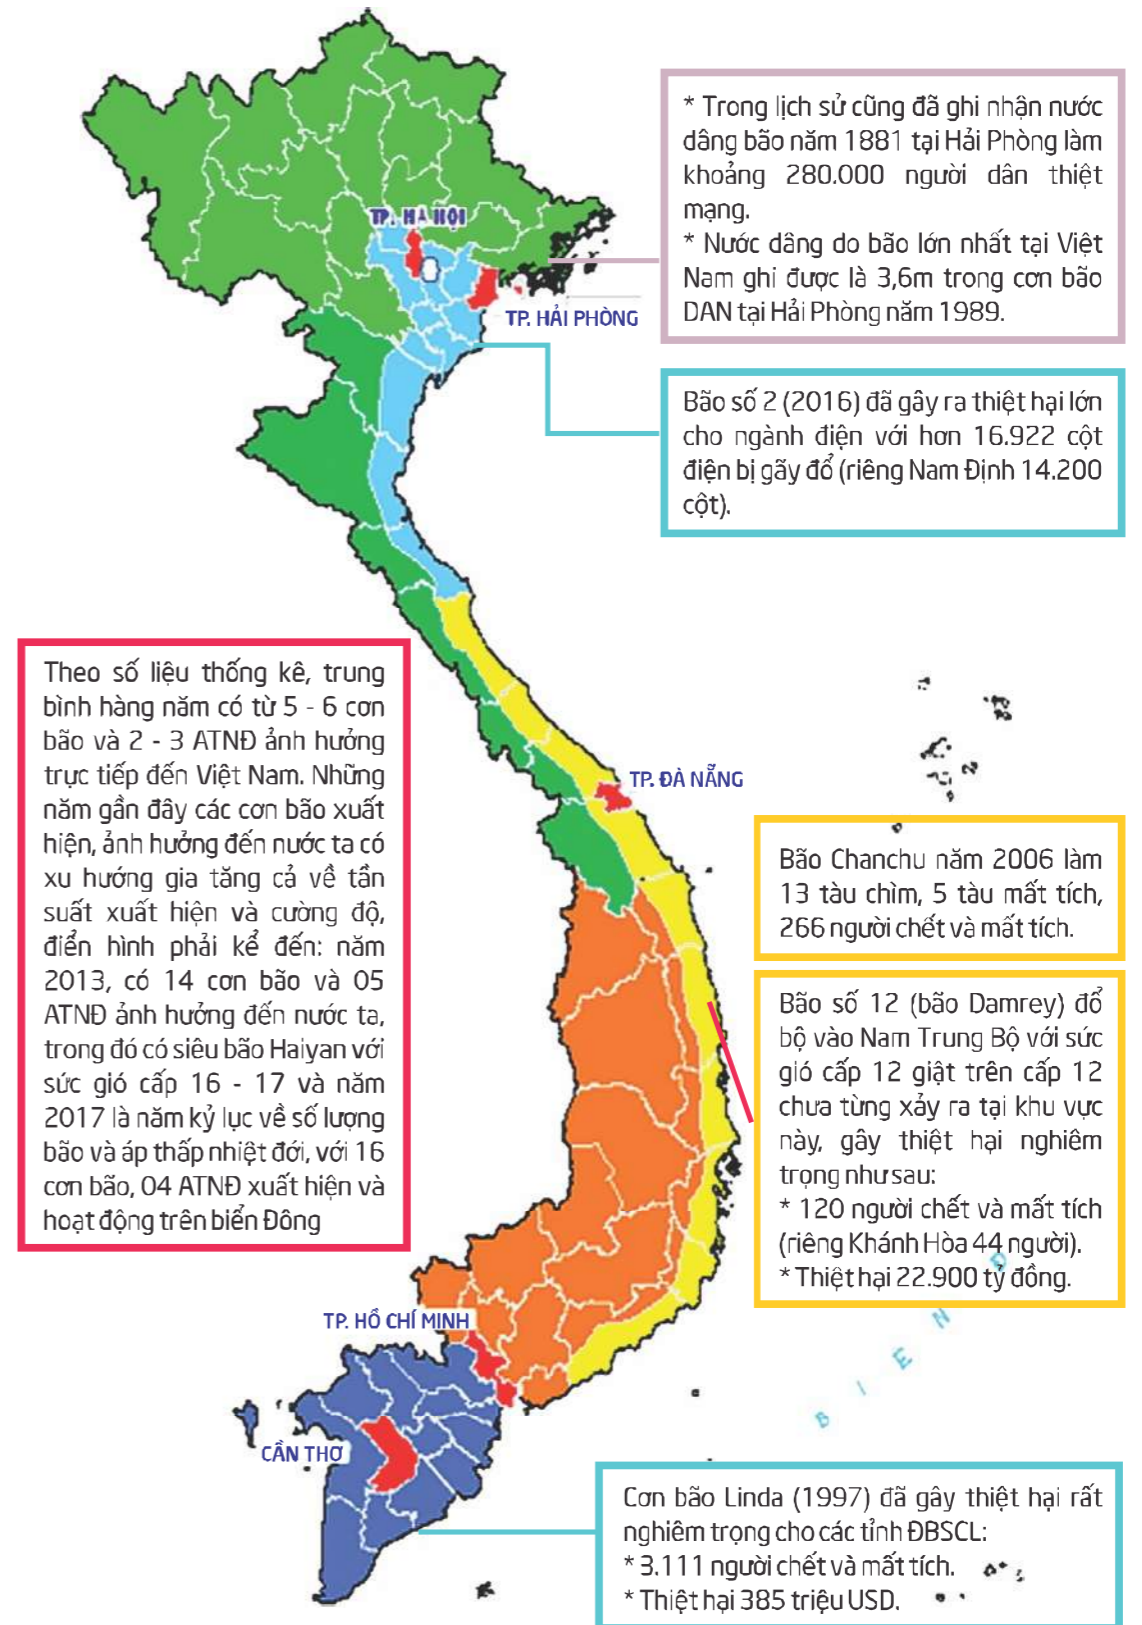 TP. HÀ NỘI
TP. HẢI PHÒNG
* Trong lịch sử cũng đã ghi nhận nước
dâng bão năm 1881 tại Hải Phòng làm
khoảng 280.000 người dân thiệt
mạng.
* Nước dâng do bão lớn nhất tại Việt
Nam ghi được là 3,6m trong cơn bão
DAN tại Hải Phòng năm 1989.
Bão số 2 (2016) đã gây ra thiệt hại lớn
cho ngành điện với hơn 16.922 cột
điện bị gãy đổ (riêng Nam Định 14.200
cột).
Theo số liệu thống kê, trung
bình hàng năm có từ 5 - 6 cơn
bão và 2 - 3 ATNĐ ảnh hưởng
trực tiếp đến Việt Nam. Những
năm gần đây các cơn bão xuất
hiện, ảnh hưởng đến nước ta có
xu hướng gia tăng cả về tần
suất xuất hiện và cường độ,
điển hình phải kể đến: năm
2013, có 14 cơn bão và 05
ATNĐ ảnh hưởng đến nước ta,
trong đó có siêu bão Haiyan với
sức gió cấp 16 - 17 và năm
2017 là năm kỷ lục về số lượng
bão và áp thấp nhiệt đới, với 16
cơn bão, 04 ATNĐ xuất hiện và
hoạt động trên biển Đông
TP. ĐÀ NẴNG
Bão Chanchu năm 2006 làm
13 tàu chìm, 5 tàu mất tích,
266 người chết và mất tích.
Bão số 12 (bão Damrey) đổ
bộ vào Nam Trung Bộ với sức
gió cấp 12 giật trên cấp 12
chưa từng xảy ra tại khu vực
này, gây thiệt hại nghiêm
trọng như sau:
* 120 người chết và mất tích
(riêng Khánh Hòa 44 người).
* Thiệt hại 22.900 tỷ đồng.
TP. HỒ CHÍ MINH
CẦN THƠ
B I E N Đ
Cơn bão Linda (1997) đã gây thiệt hại rất
nghiêm trọng cho các tỉnh ĐBSCL:
* 3.111 người chết và mất tích.
* Thiệt hại 385 triệu USD.